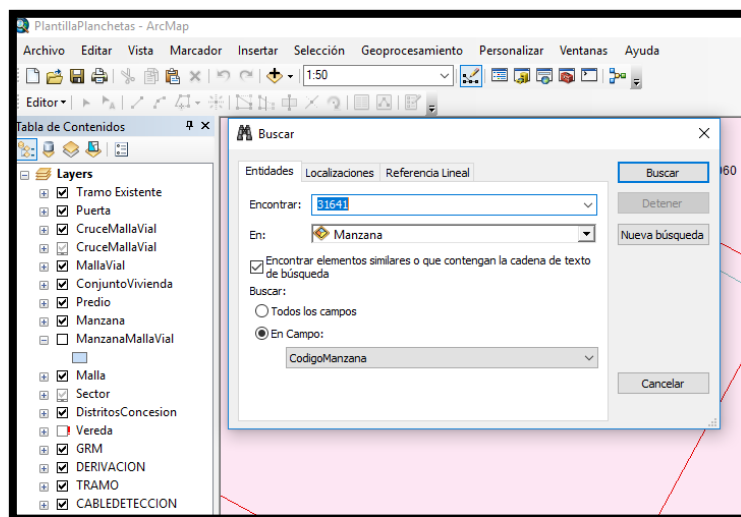 PlantillaPlanchetas - ArcMap
Archivo Editar Vista Marcador Insertar Selección Geoprocesamiento Personalizar Ventanas Ayuda
1:50
Editor
Tabla de Contenidos
Layers
Tramo Existente
Puerta
CruceMallaVial
CruceMallaVial
MallaVial
ConjuntoVivienda
Predio
Manzana
ManzanaMallaVial
Malla
Sector
DistritosConcesion
Vereda
GRM
DERIVACION
TRAMO
CABLEDETECCION
Buscar
Entidades Localizaciones Referencia Lineal
Encontrar: 31641
En: Manzana
Encontrar elementos similares o que contengan la cadena de texto
de búsqueda
Buscar:
Todos los campos
En Campo:
CodigoManzana
Buscar
Detener
Nueva búsqueda
Cancelar
960